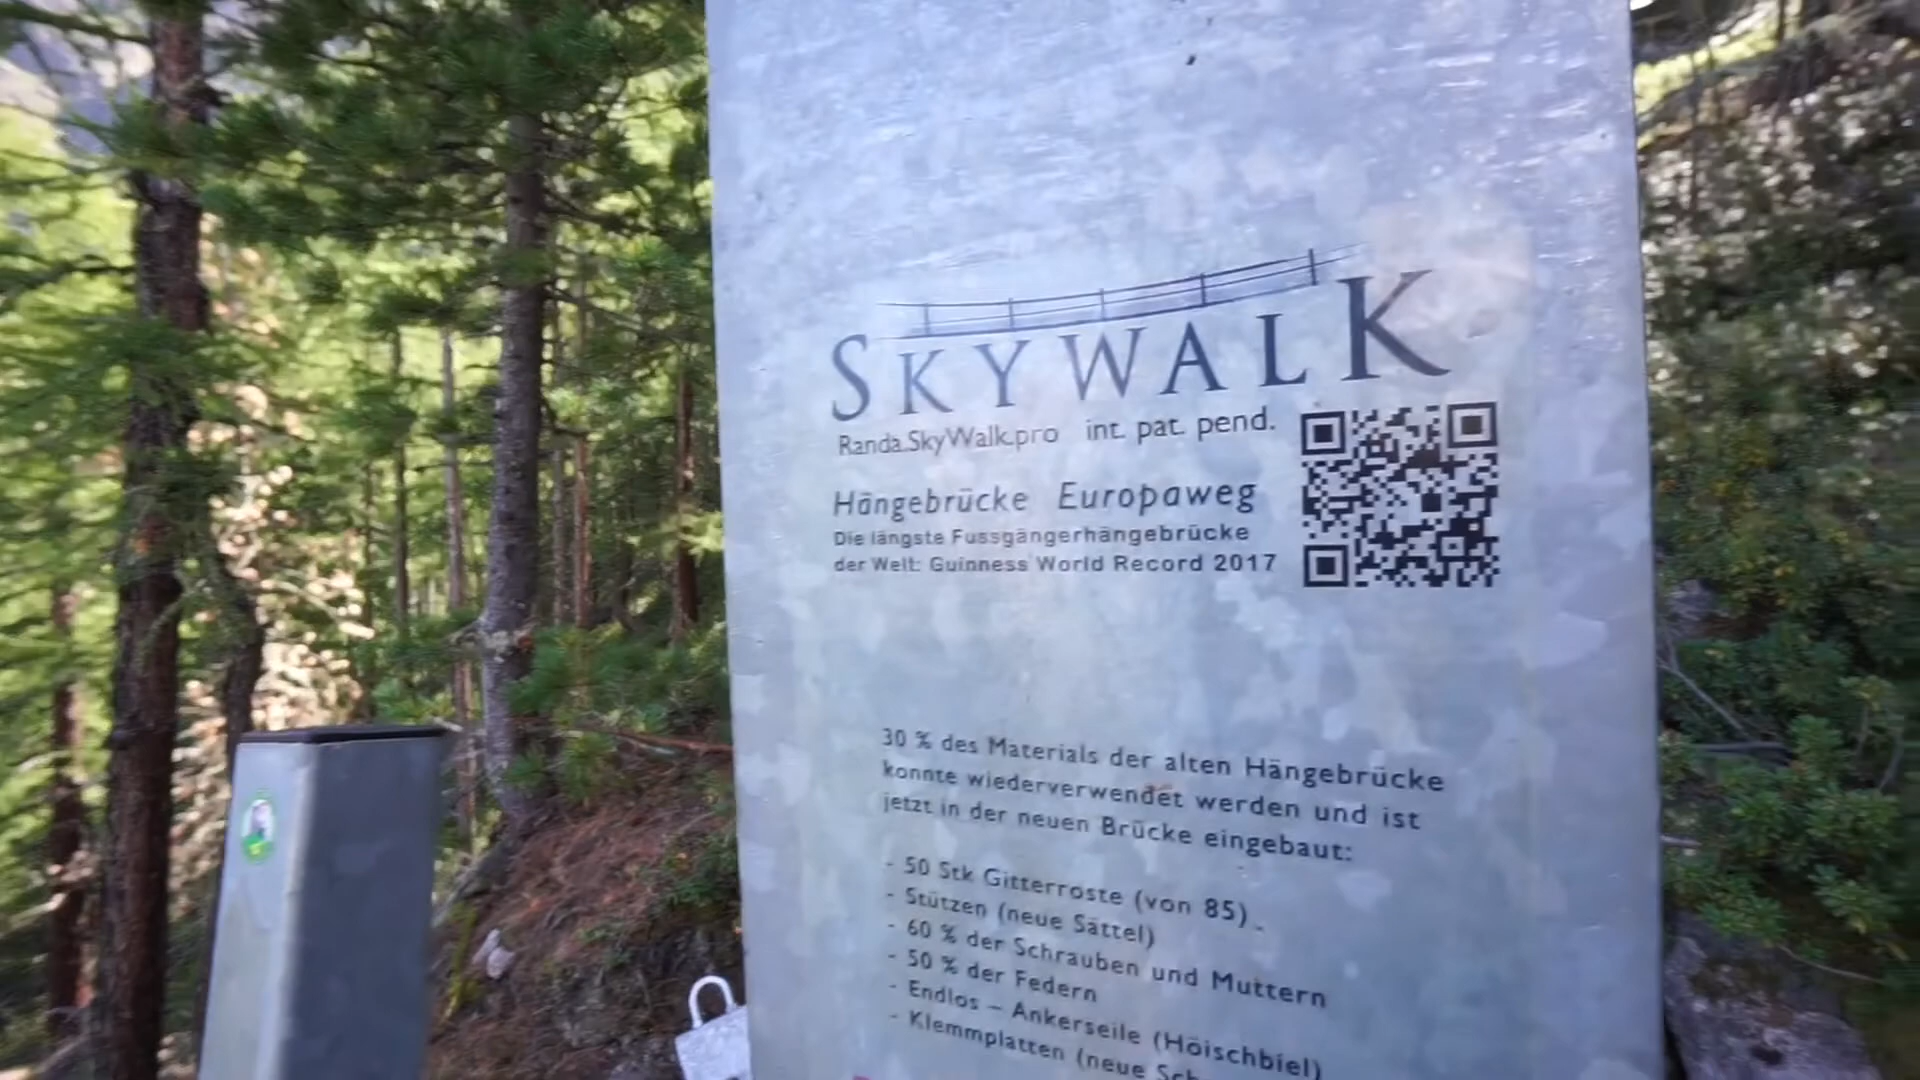 SKYWALK
Randa.SkyWalk.pro int. pat. pend.
Hängebrücke Europaweg
Die längste Fussgängerhängebrücke
der Welt: Guinness World Record 2017
30 % des Materials der alten Hängebrücke
konnte wiederverwendet werden und ist
jetzt in der neuen Brücke eingebaut:
- 50 Stk Gitterroste (von 85)
- Stützen (neue Sättel)
- 60 % der Schrauben und Muttern
- 50 % der Federn
- Endlos – Ankerseile (Höischbiel)
- Klemmplatten (neue